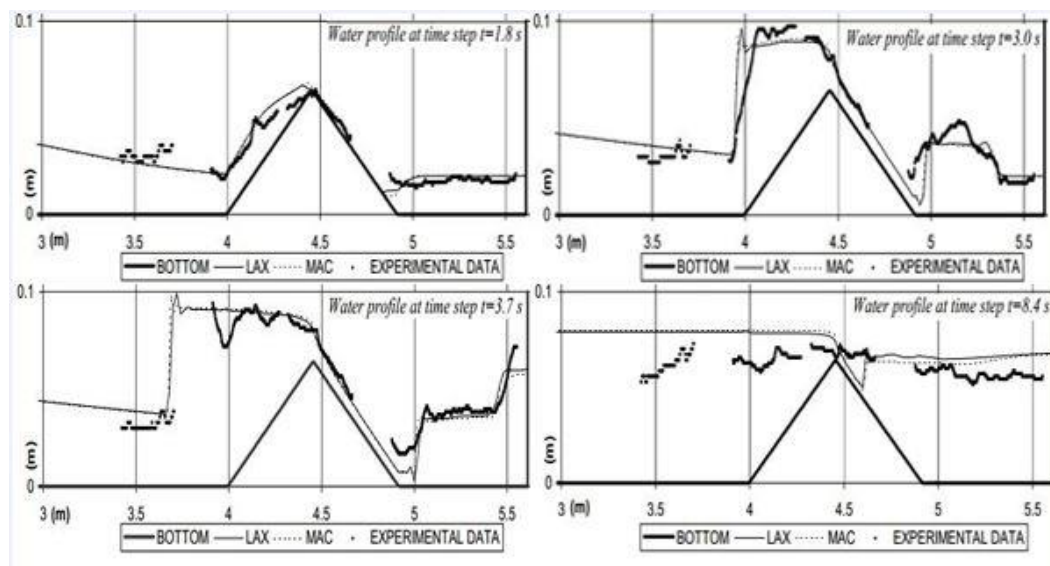 0.1
Water profile at time step t=1.8 s
(m)
0
3 (m) 3.5 4 4.5 5 5.5
BOTTOM LAX MAC EXPERIMENTAL DATA
0.1
Water profile at time step t=3.0 s
(m)
0
3 (m) 3.5 4 4.5 5 5.5
BOTTOM LAX MAC EXPERIMENTAL DATA
0.1
Water profile at time step t=3.7 s
(m)
0
3 (m) 3.5 4 4.5 5 5.5
BOTTOM LAX MAC EXPERIMENTAL DATA
0.1
Water profile at time step t=8.4 s
(m)
0
3 (m) 3.5 4 4.5 5 5.5
BOTTOM LAX MAC EXPERIMENTAL DATA